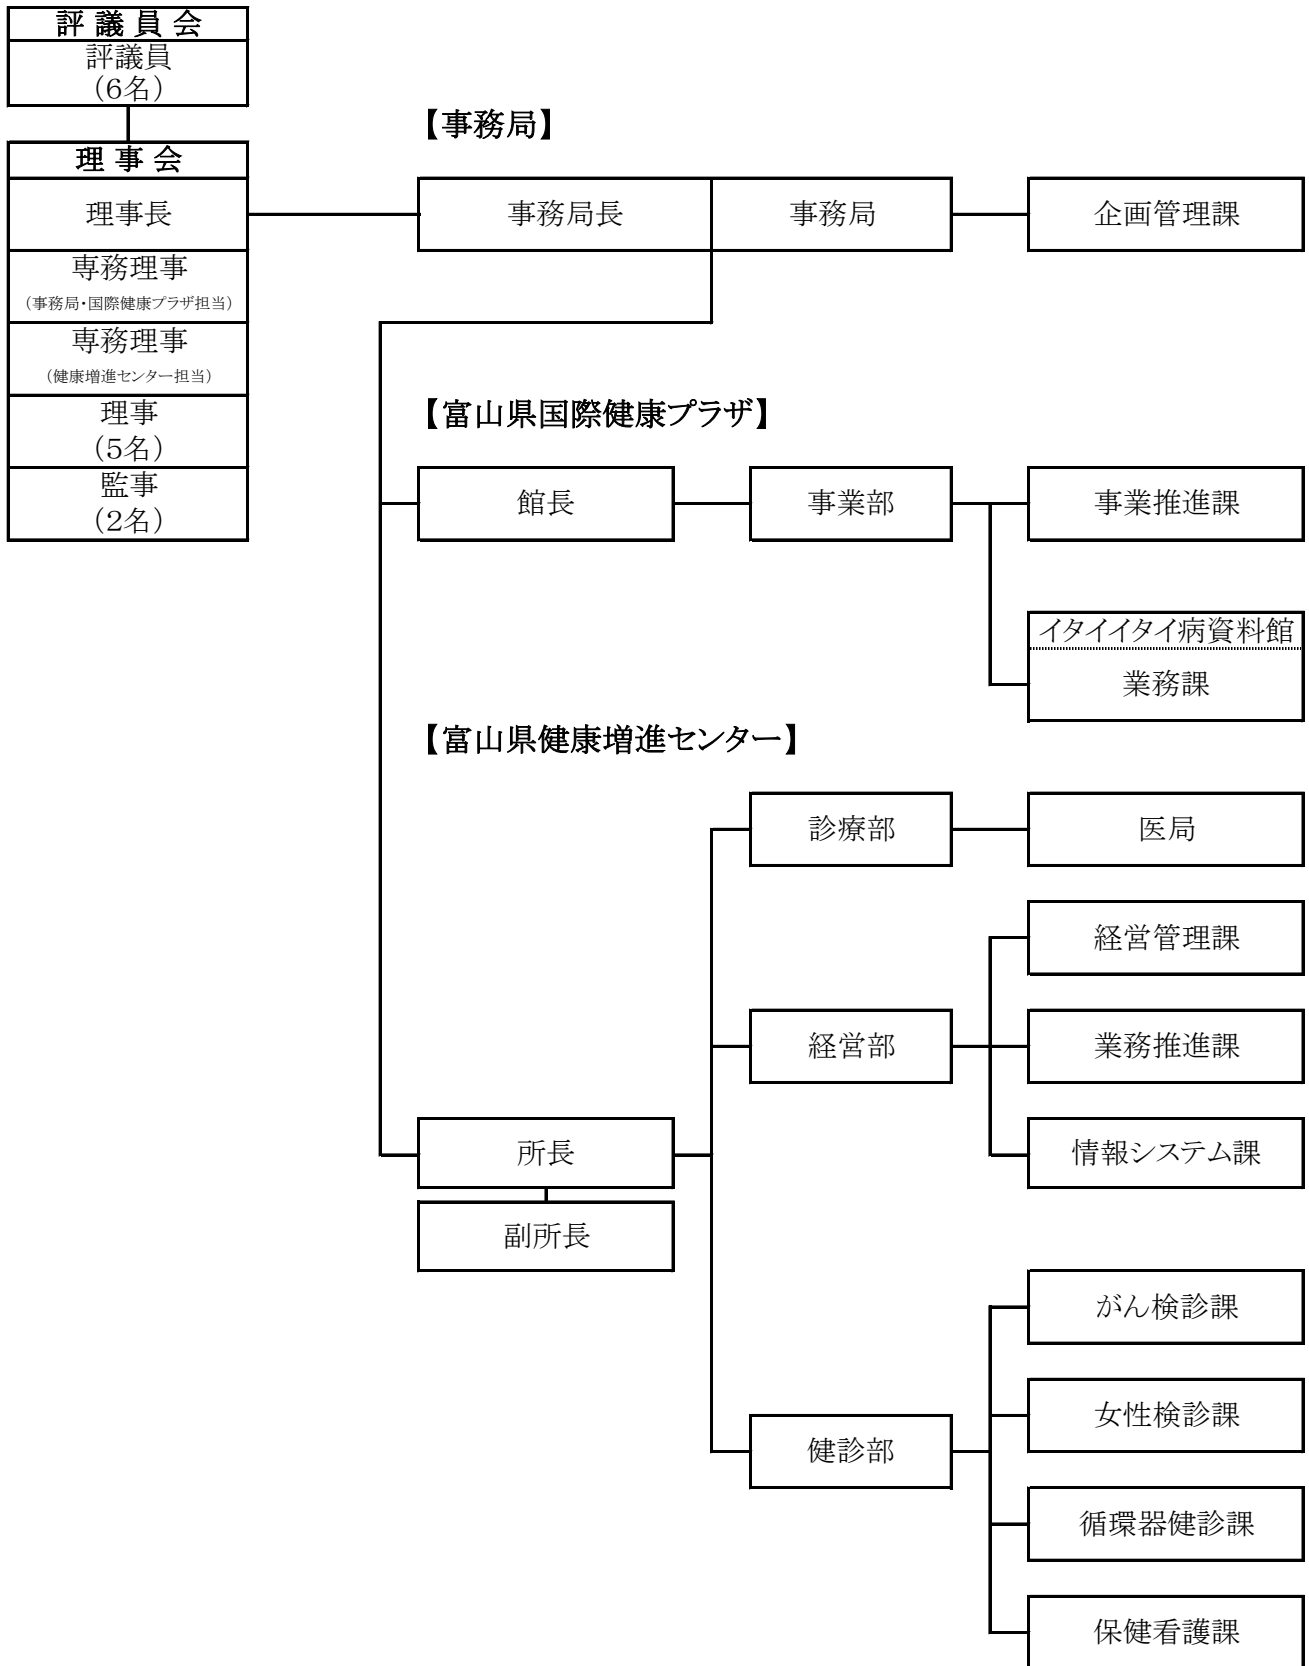 評議員会
評議員
（6名）
理事会
理事長
専務理事
（事務局・国際健康プラザ担当）
専務理事
（健康増進センター担当）
理事
（5名）
監事
（2名）
【事務局】
事務局長
事務局
企画管理課
【富山県国際健康プラザ】
館長
事業部
事業推進課
イタイイタイ病資料館
業務課
【富山県健康増進センター】
診療部
医局
経営管理課
経営部
業務推進課
所長
情報システム課
副所長
がん検診課
女性検診課
健診部
循環器健診課
保健看護課